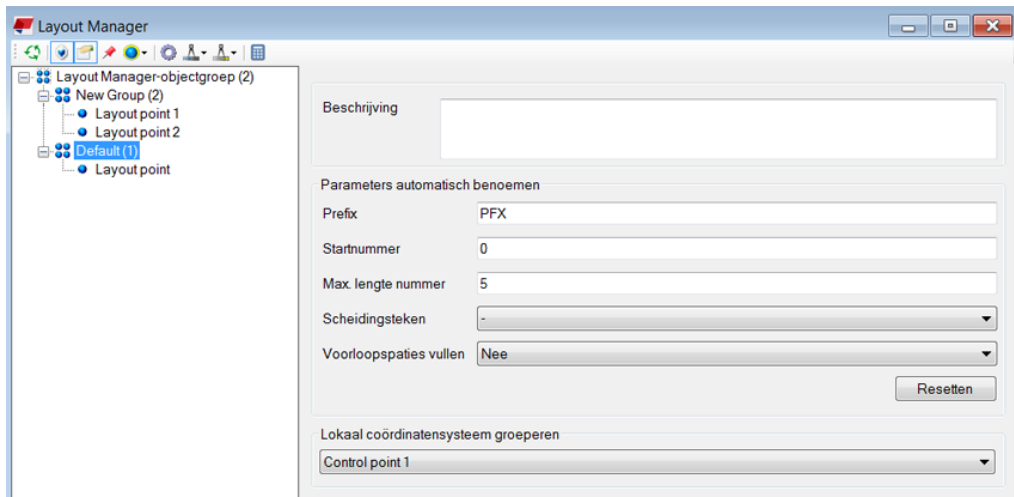 Layout Manager
Layout Manager-objectgroep (2)
New Group (2)
Layout point 1
Layout point 2
Default (1)
Layout point
Beschrijving
Parameters automatisch benoemen
Prefix PFX
Startnummer 0
Max. lengte nummer 5
Scheidingsteken -
Voorloopspaties vullen Nee
Resetten
Lokaal coördinatensysteem groeperen
Control point 1